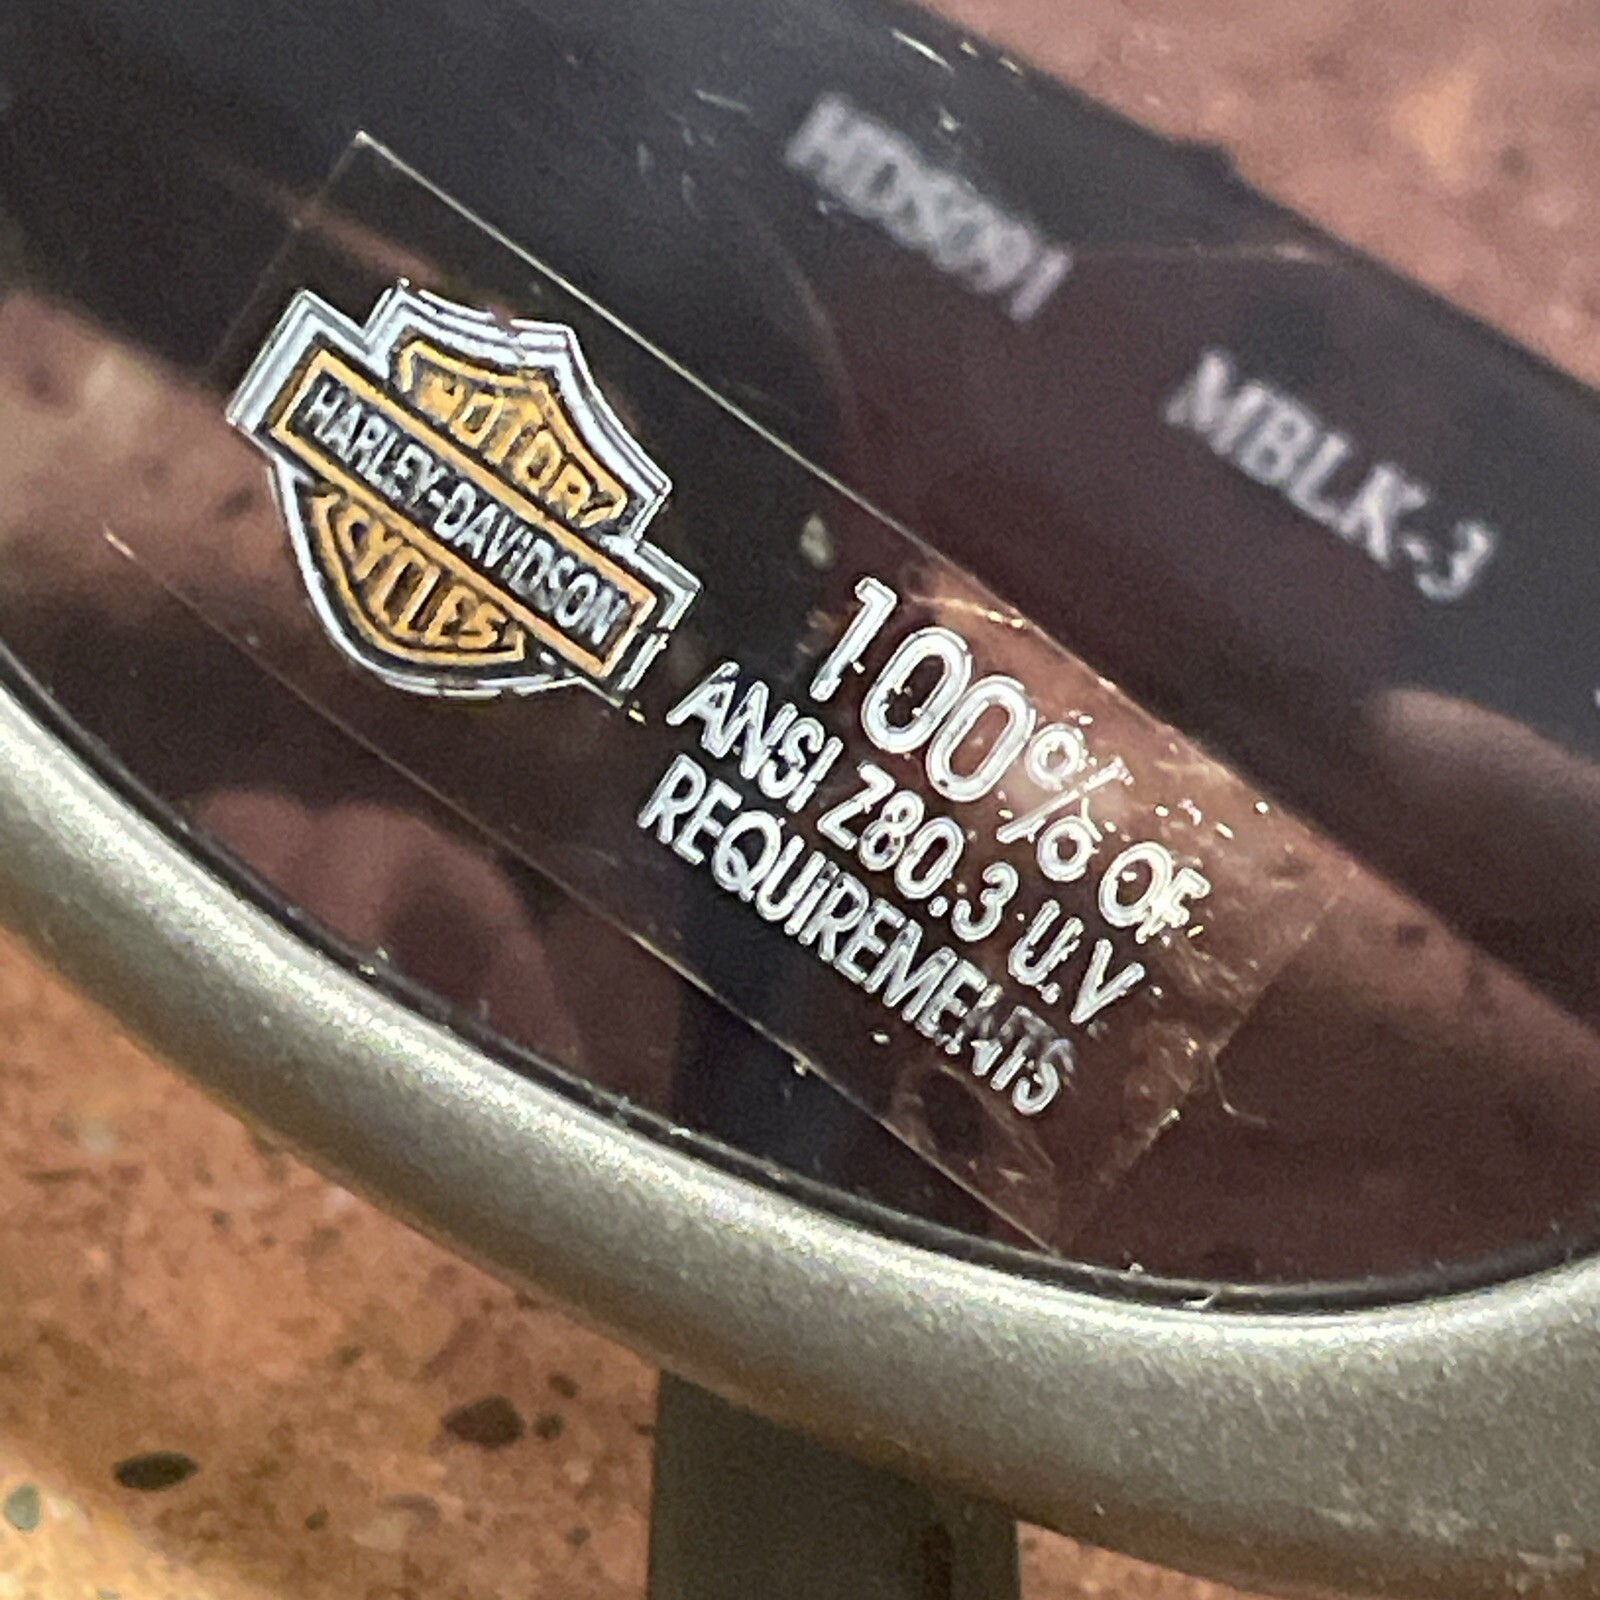 HDS091
MBLK-3
MOTOR
HARLEY-DAVIDSON
CYCLES
100% OF
ANSI Z80.3 U.V
REQUIREMENTS